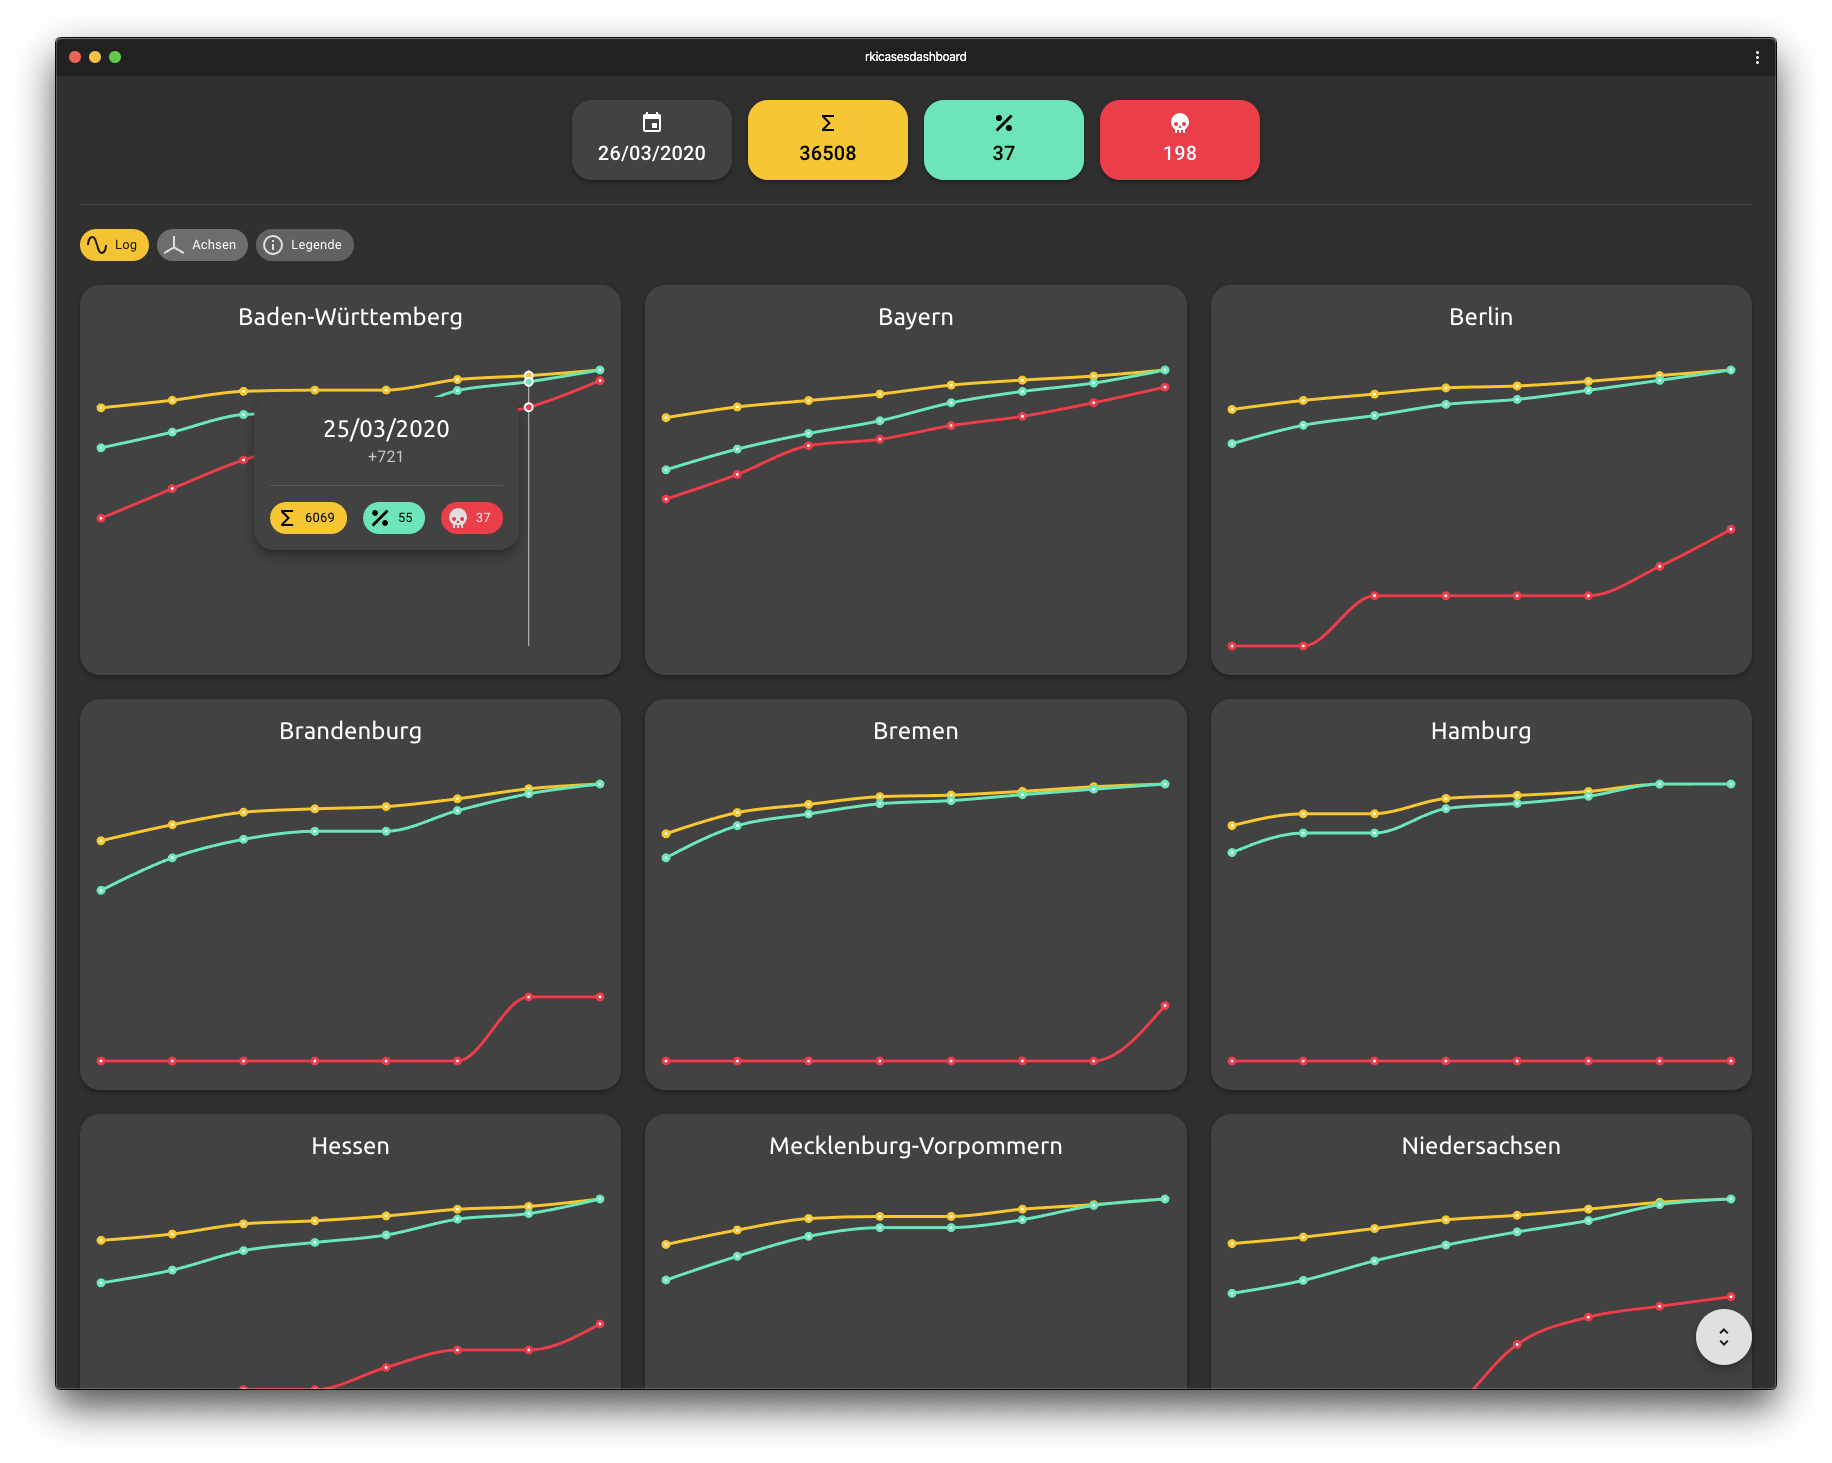 rkicasesdashboard
26/03/2020
Σ
36508
%
37
198
Log
Achsen
Legende
Baden-Württemberg
25/03/2020
+721
Σ 6069
% 55
37
Bayern
Berlin
Brandenburg
Bremen
Hamburg
Hessen
Mecklenburg-Vorpommern
Niedersachsen